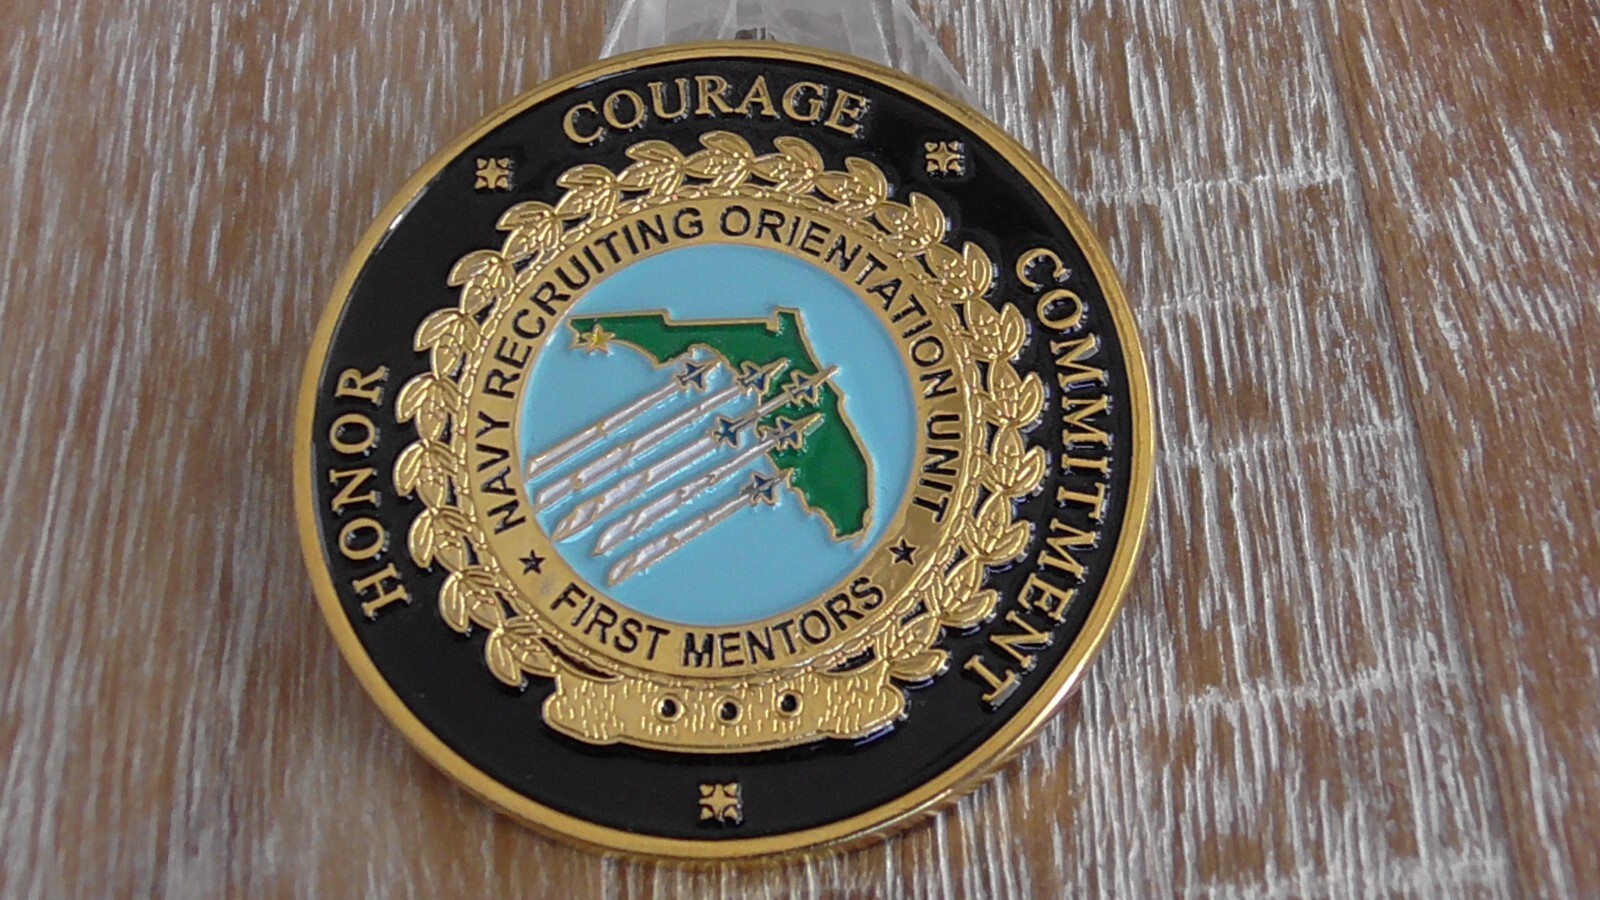 HONOR
COURAGE
COMMITMENT
NAVY RECRUITING ORIENTATION UNIT
FIRST MENTORS